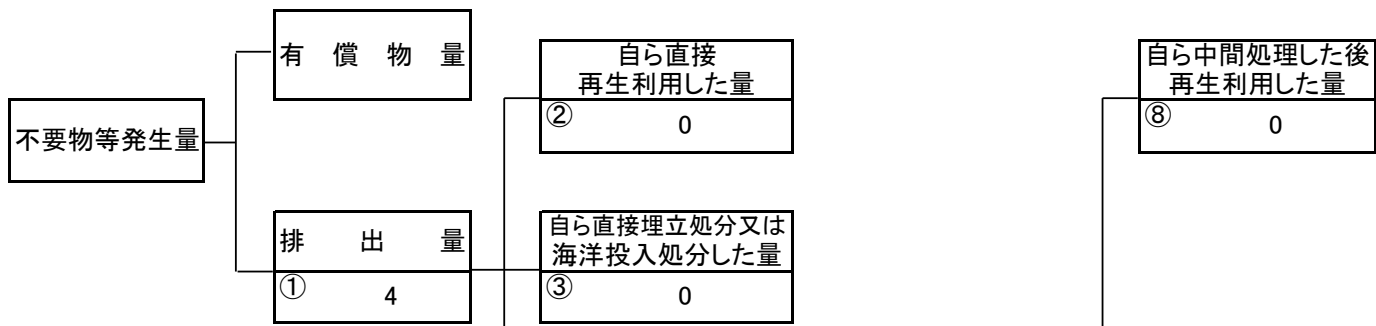 有償物量
自ら直接
再生利用した量
② 0
自ら中間処理した後
再生利用した量
⑧ 0
不要物等発生量
排出量
① 4
自ら直接埋立処分又は
海洋投入処分した量
③ 0